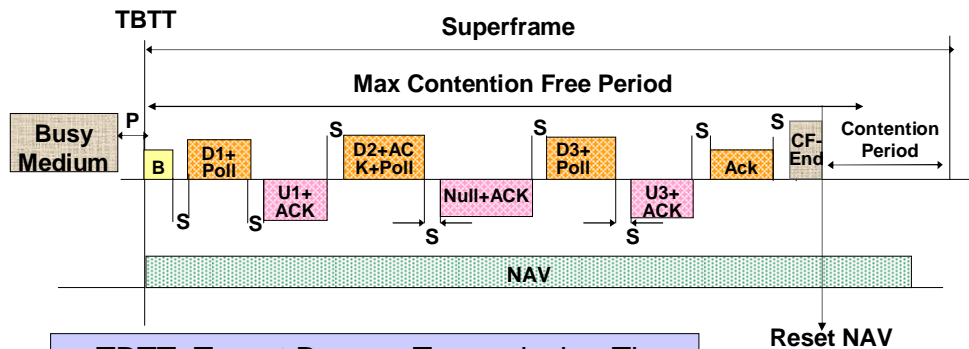 TBTT
Superframe
Max Contention Free Period
Busy
Medium
P
B
S
D1+
Poll
S
U1+
ACK
S
D2+AC
K+Poll
S
Null+ACK
S
D3+
Poll
S
U3+
ACK
S
Ack
S
CF-
End
Contention
Period
NAV
Reset NAV